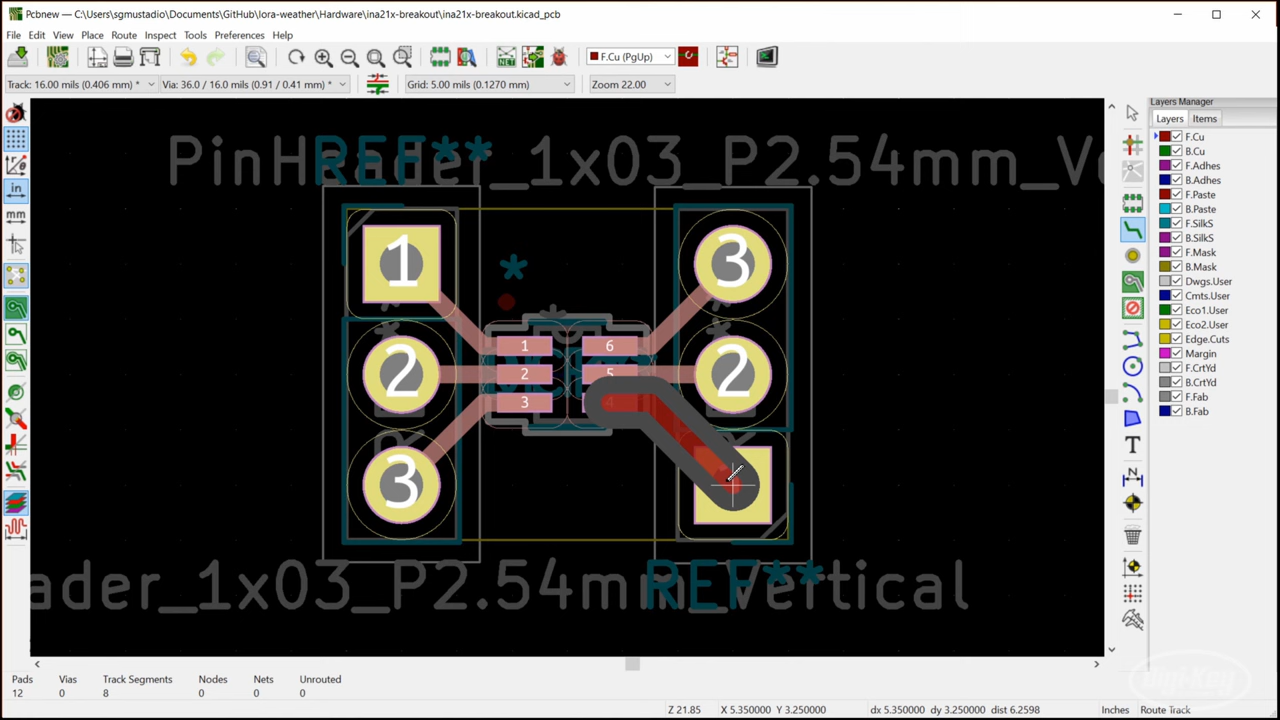 Pcbnew — C:\Users\sgmustadio\Documents\GitHub\lora-weather\Hardware\ina21x-breakout\ina21x-breakout.kicad_pcb
File Edit View Place Route Inspect Tools Preferences Help
NET F.Cu (PgUp)
Track: 16.00 mils (0.406 mm) * Via: 36.0 / 16.0 mils (0.91 / 0.41 mm) * Grid: 5.00 mils (0.1270 mm) Zoom 22.00
Layers Manager
Layers Items
F.Cu
B.Cu
F.Adhes
B.Adhes
F.Paste
B.Paste
F.SilkS
B.SilkS
F.Mask
B.Mask
Dwgs.User
Cmts.User
Eco1.User
Eco2.User
Edge.Cuts
Margin
F.CrtYd
B.CrtYd
F.Fab
B.Fab
in
mm
PinHeader_1x03_P2.54mm_Ve
REF**
1
2
3
*
1 6
2 5
3 4
3
2
ader_1x03_P2.54mm_Vertical
REF**
T
N
Pads Vias Track Segments Nodes Nets Unrouted
12 0 8 0 0 0
Z 21.85 X 5.350000 Y 3.250000 dx 5.350000 dy 3.250000 dist 6.2598 Inches Route Track
Digi-Key